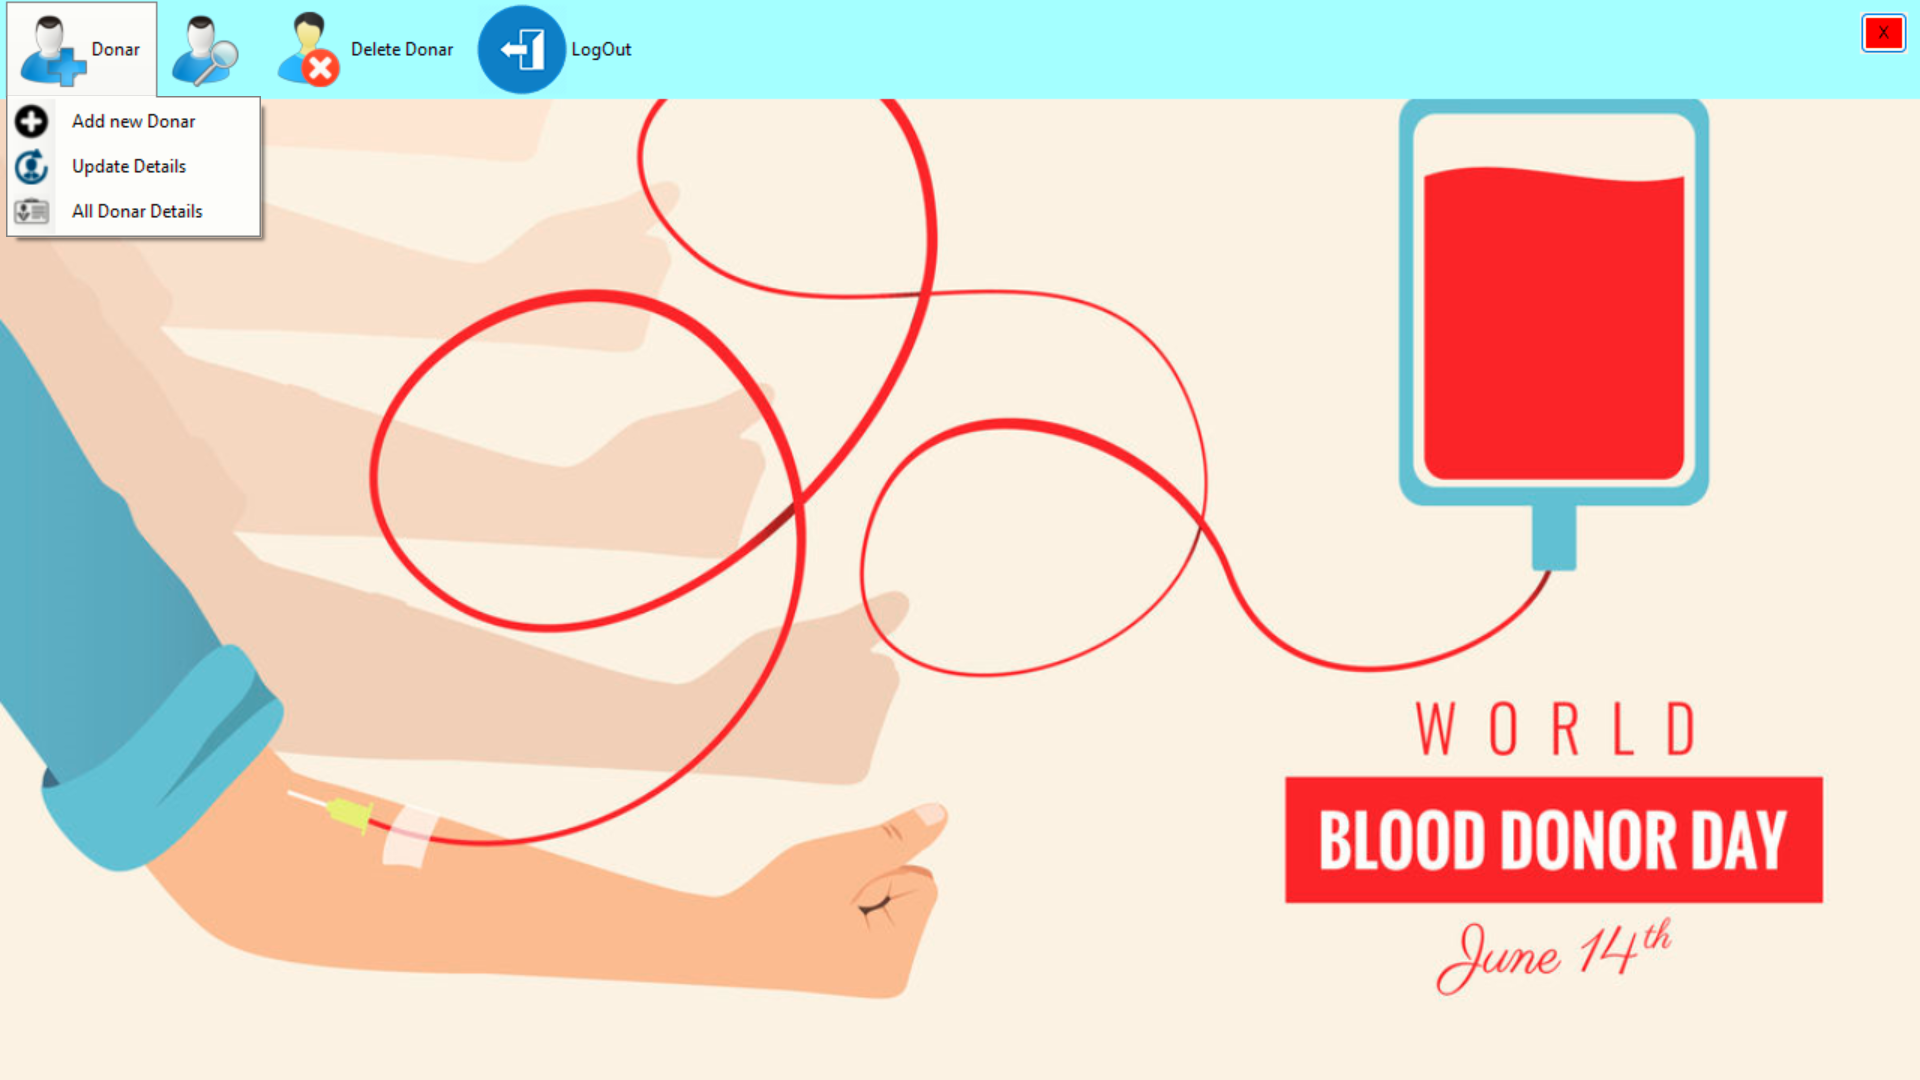 Donar
Delete Donar
LogOut
X
Add new Donar
Update Details
All Donar Details
WORLD
BLOOD DONOR DAY
June 14th